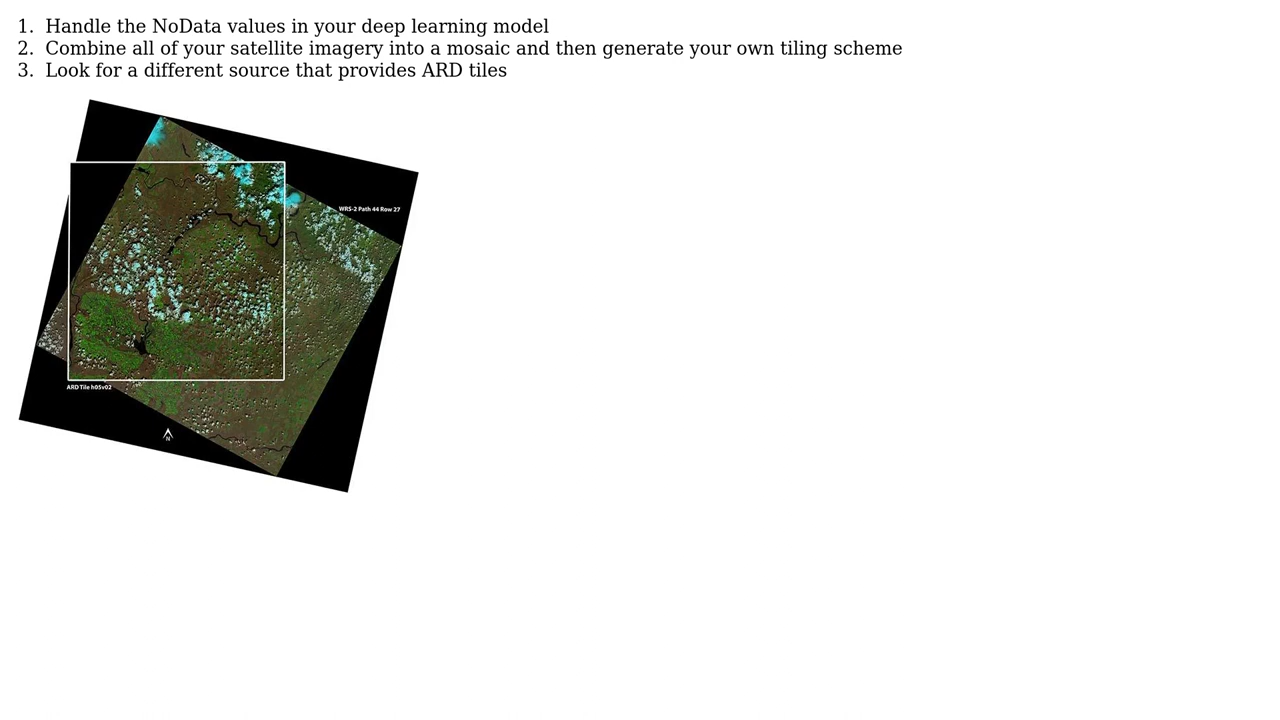 1. Handle the NoData values in your deep learning model
2. Combine all of your satellite imagery into a mosaic and then generate your own tiling scheme
3. Look for a different source that provides ARD tiles
WRS-2 Path 44 Row 27
ARD Tile h05v02
N